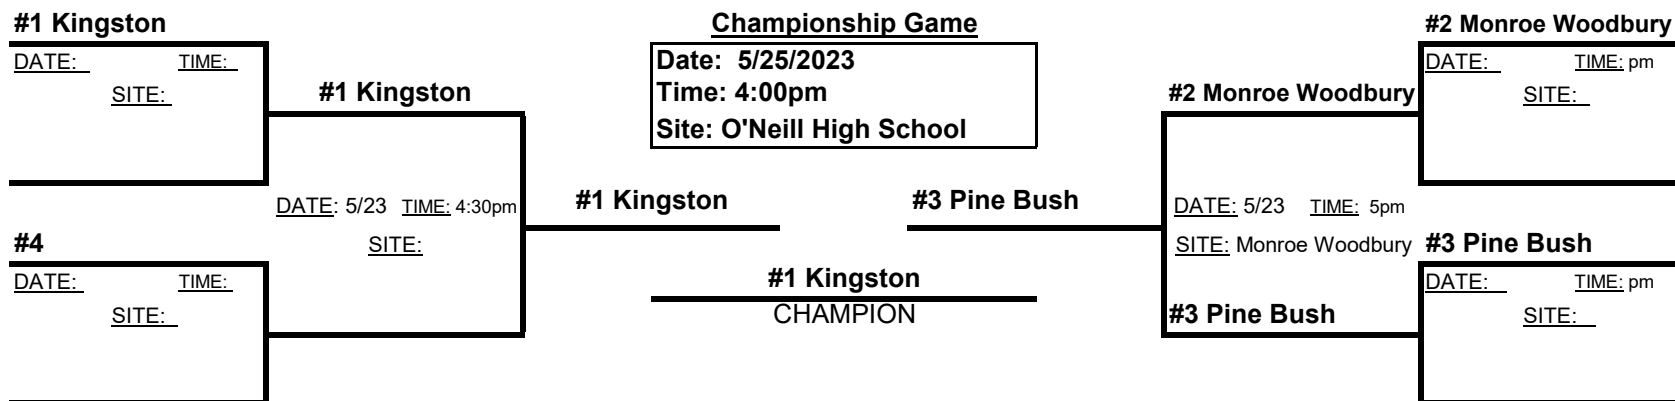 #1 Kingston
DATE: TIME:
SITE:
#1 Kingston
DATE: 5/23 TIME: 4:30pm
SITE:
#4
DATE: TIME:
SITE:
#1 Kingston
Championship Game
Date: 5/25/2023
Time: 4:00pm
Site: O'Neill High School
#1 Kingston
CHAMPION
#3 Pine Bush
#2 Monroe Woodbury
DATE: 5/23 TIME: 5pm
SITE: Monroe Woodbury
#3 Pine Bush
#2 Monroe Woodbury
DATE: TIME: pm
SITE:
#3 Pine Bush
DATE: TIME: pm
SITE: